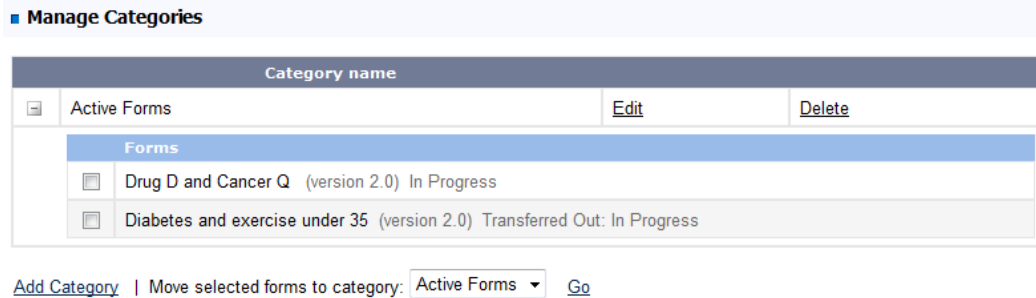 Manage Categories
Category name
Active Forms Edit Delete
Forms
Drug D and Cancer Q (version 2.0) In Progress
Diabetes and exercise under 35 (version 2.0) Transferred Out: In Progress
Add Category | Move selected forms to category: Active Forms Go